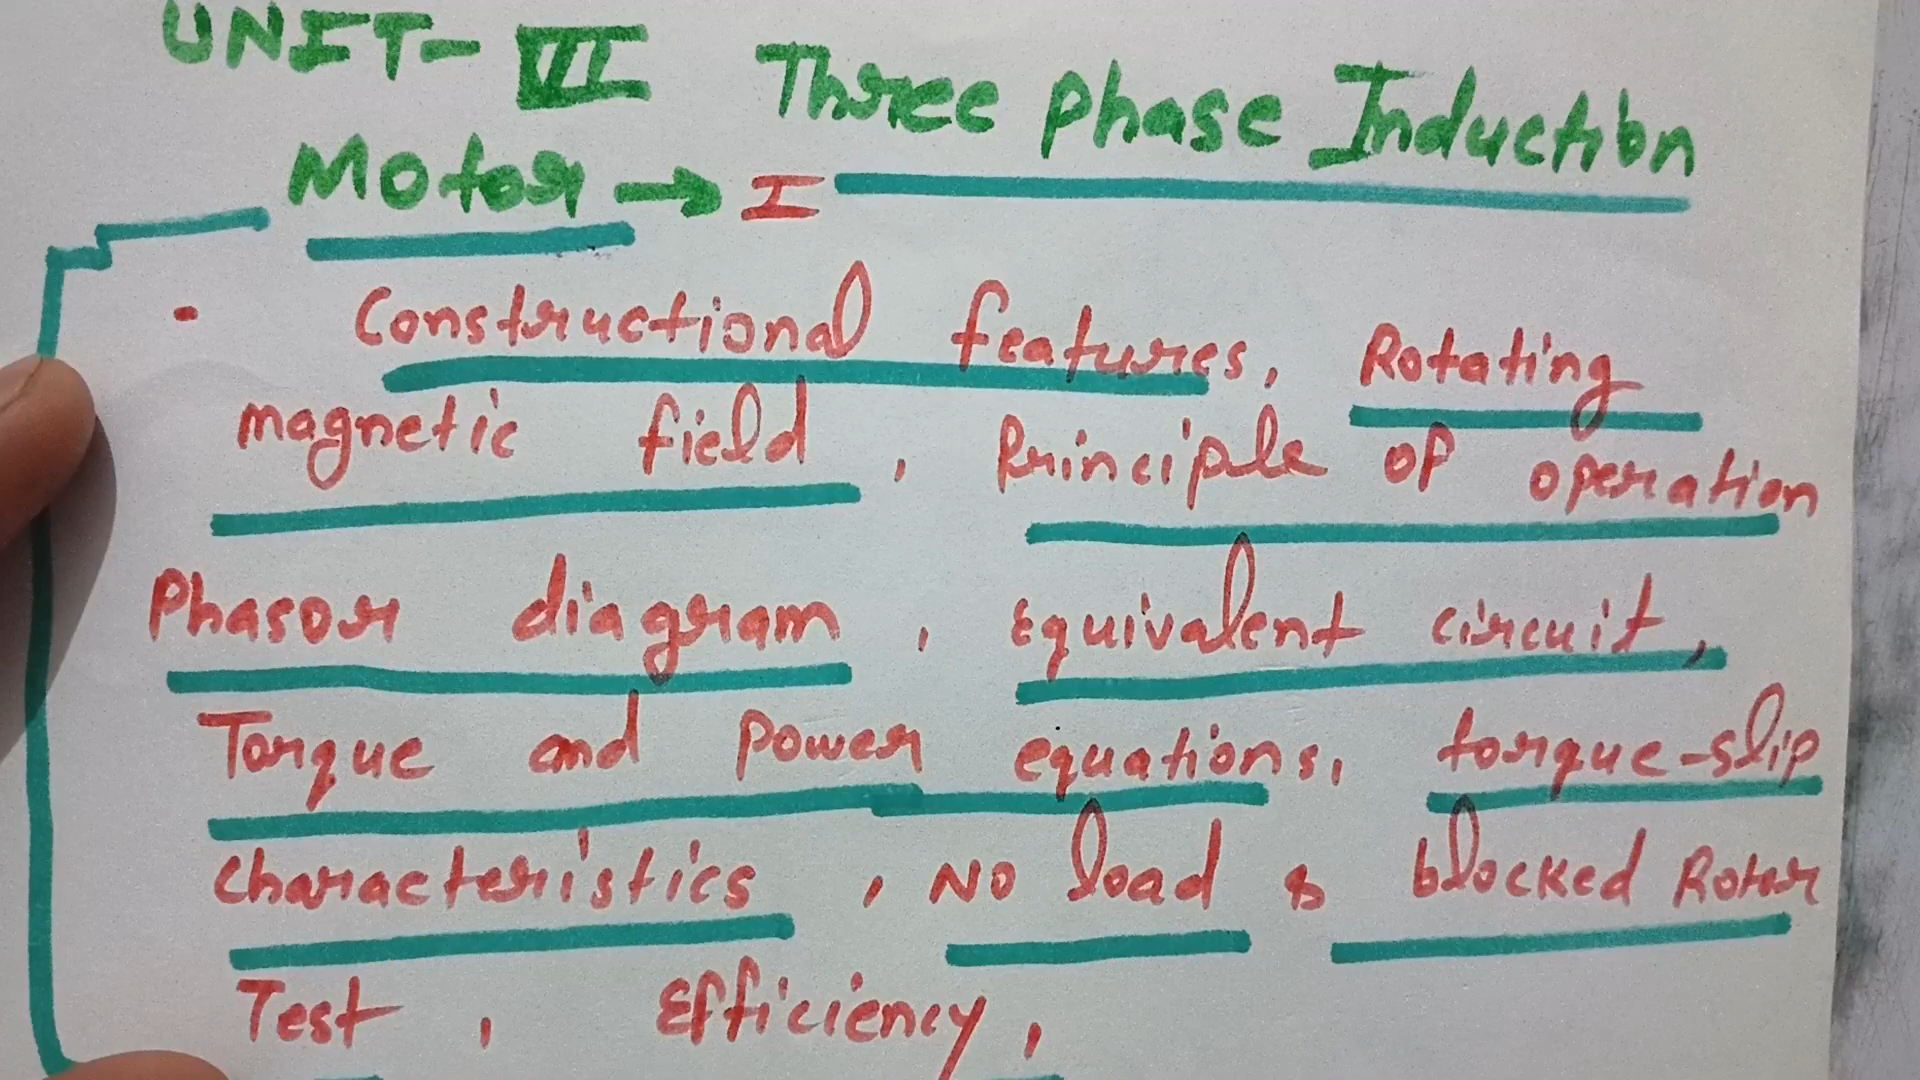 UNIT- III Three phase Induction
Motor → I
Constructional features, Rotating
magnetic field, Principle of operation
Phasor diagram, Equivalent circuit,
Torque and power equations, torque-slip
characteristics, No load & blocked Rotor
Test, Efficiency,